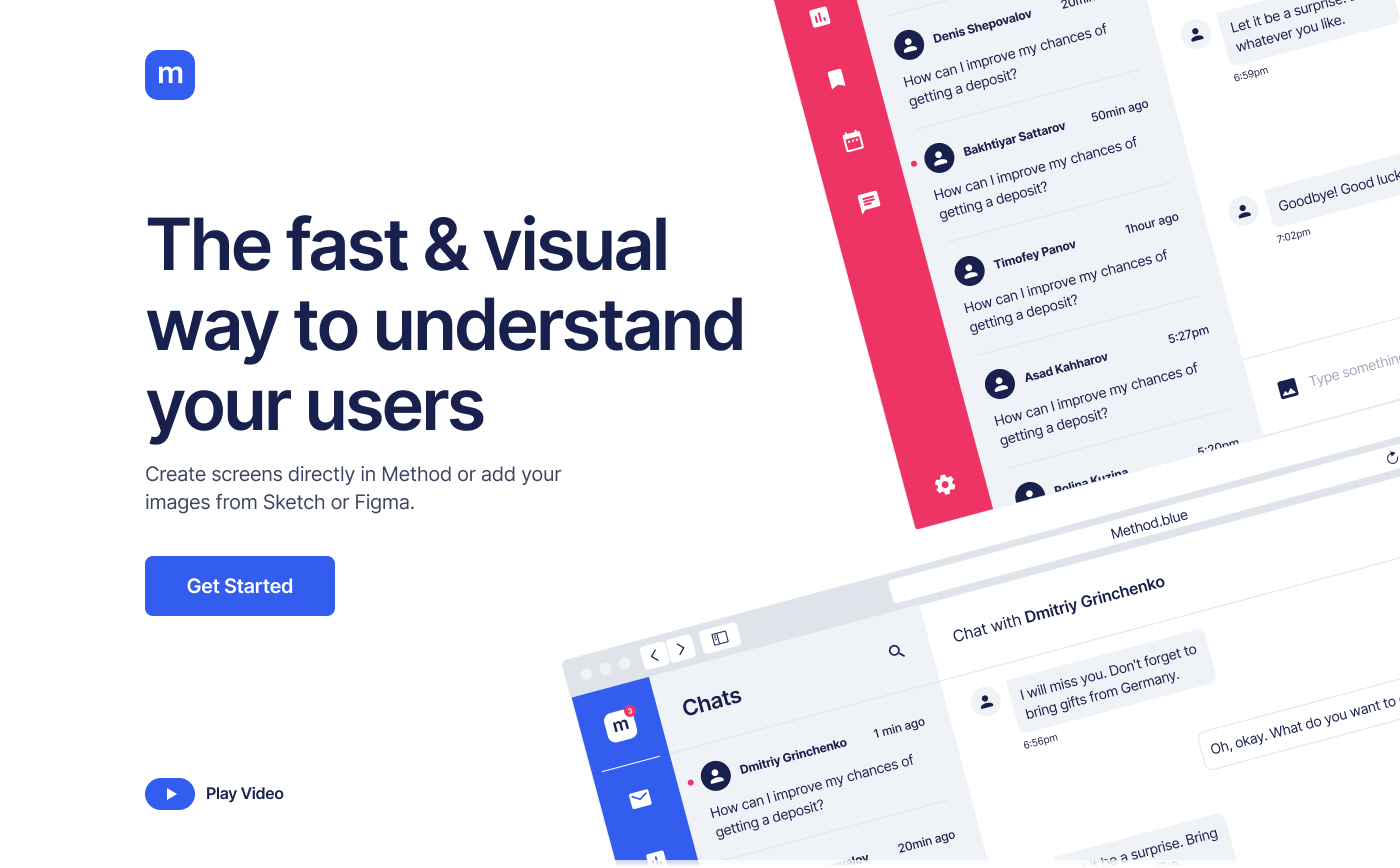 m
The fast & visual
way to understand
your users
Create screens directly in Method or add your
images from Sketch or Figma.
Get Started
Play Video
Denis Shepovalov
How can I improve my chances of
getting a deposit?
Bakhtiyar Sattarov 50min ago
How can I improve my chances of
getting a deposit?
Timofey Panov 1hour ago
How can I improve my chances of
getting a deposit?
Asad Kahharov 5:27pm
How can I improve my chances of
getting a deposit?
Polina Kuzina 5:20pm
Let it be a surprise.
whatever you like.
6:59pm
Goodbye! Good luck
7:02pm
Type something
Method.blue
m 3
Chats
Dmitriy Grinchenko 1 min ago
How can I improve my chances of
getting a deposit?
20min ago
Chat with Dmitriy Grinchenko
I will miss you. Don't forget to
bring gifts from Germany.
6:56pm
Oh, okay. What do you want to
it be a surprise. Bring